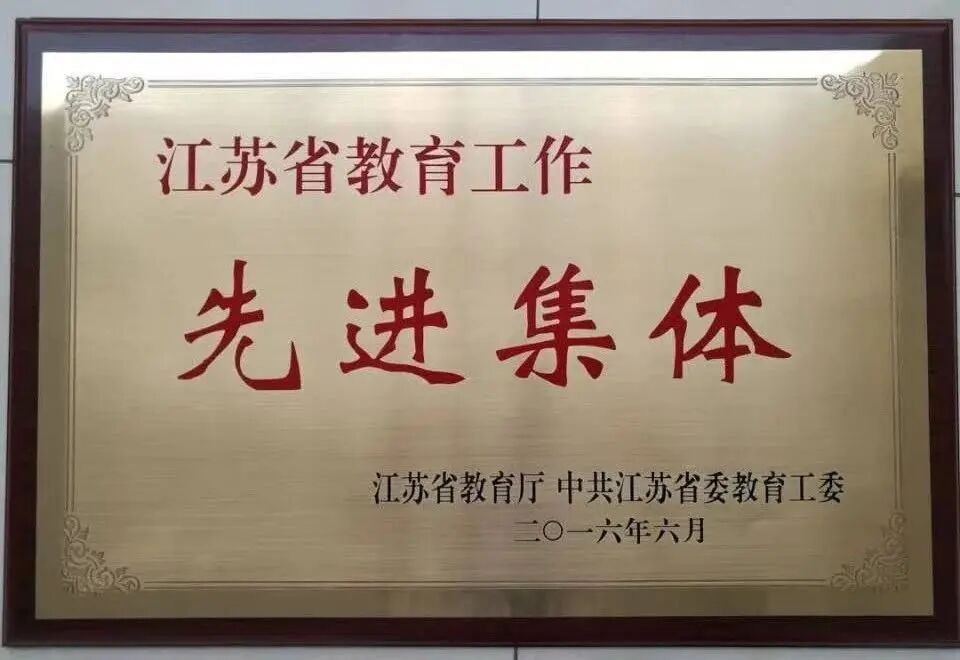 江苏省教育工作
先进集体
江苏省教育厅 中共江苏省委教育工委
二〇一六年六月